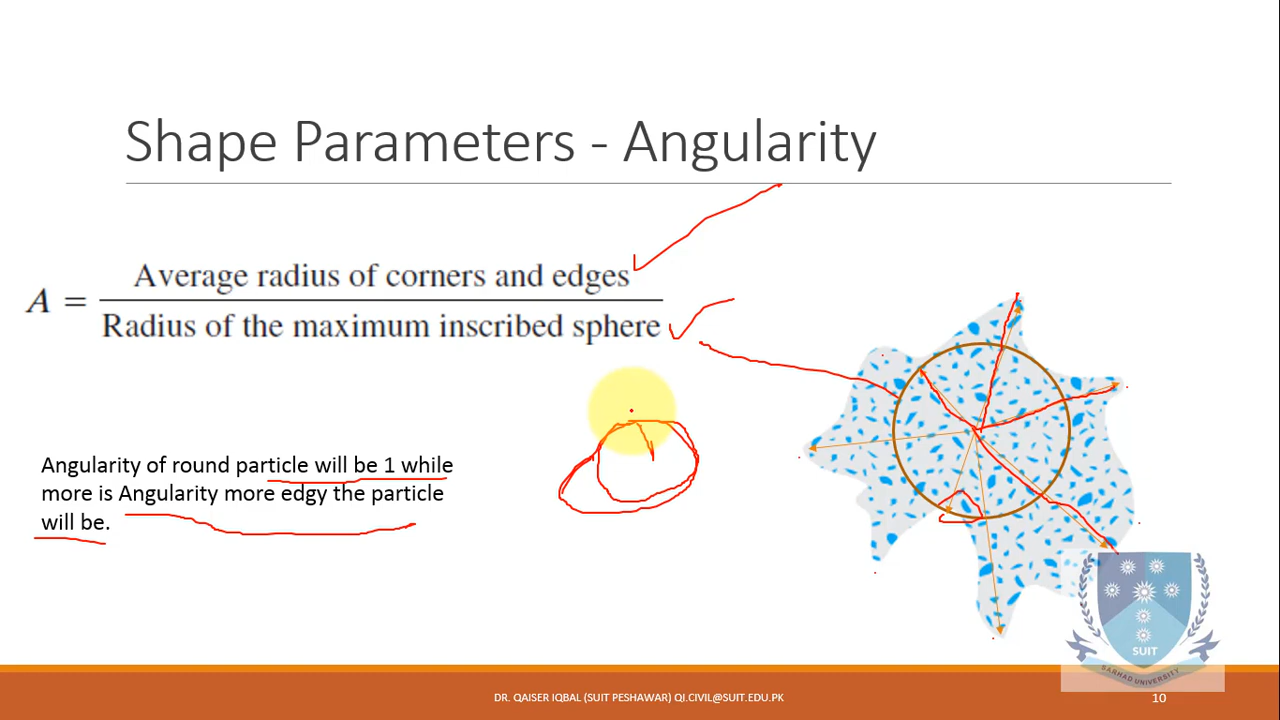 Shape Parameters - Angularity
A = Average radius of corners and edges
Radius of the maximum inscribed sphere
Angularity of round particle will be 1 while
more is Angularity more edgy the particle
will be.
SUIT
SARHAD UNIVERSITY
DR. QAISER IQBAL (SUIT PESHAWAR) QI.CIVIL@SUIT.EDU.PK
10